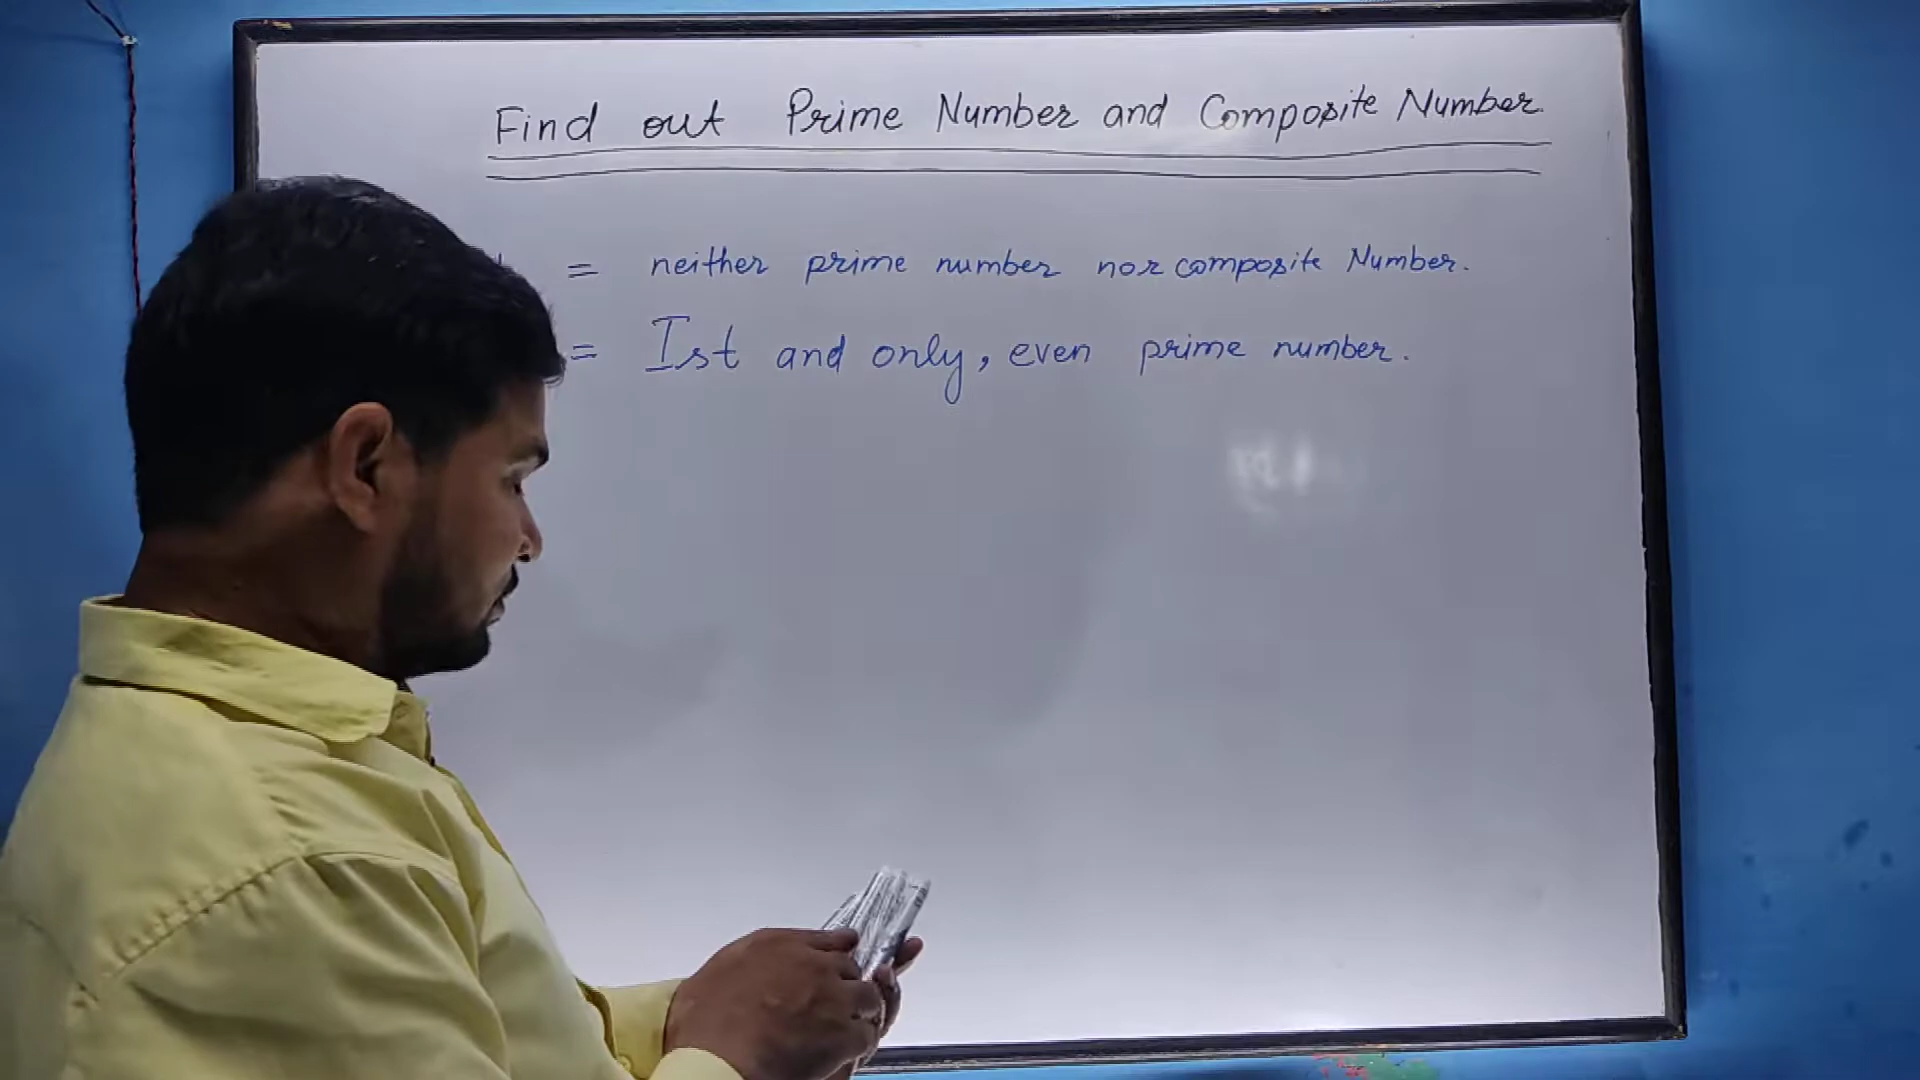 Find out Prime Number and Composite Number.
= neither prime number nor composite Number.
= Ist and only, even prime number.